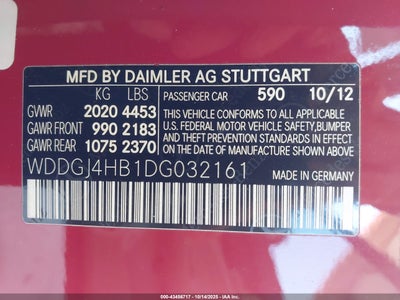 MFD BY DAIMLER AG STUTTGART
KG LBS
PASSENGER CAR 590 10/12
GVWR 2020 4453
GAWR FRONT 990 2183
GAWR REAR 1075 2370
THIS VEHICLE CONFORMS TO ALL APPLICABLE
U.S. FEDERAL MOTOR VEHICLE, BUMPER, AND
THEFT PREVENTION STANDARDS IN EFFECT
ON THE DATE OF MANUFACTURE SHOWN ABOVE.
WDDGJ4HB1DG032161
MADE IN GERMANY
000-43456717 - 10/14/2025 - IAA Inc.